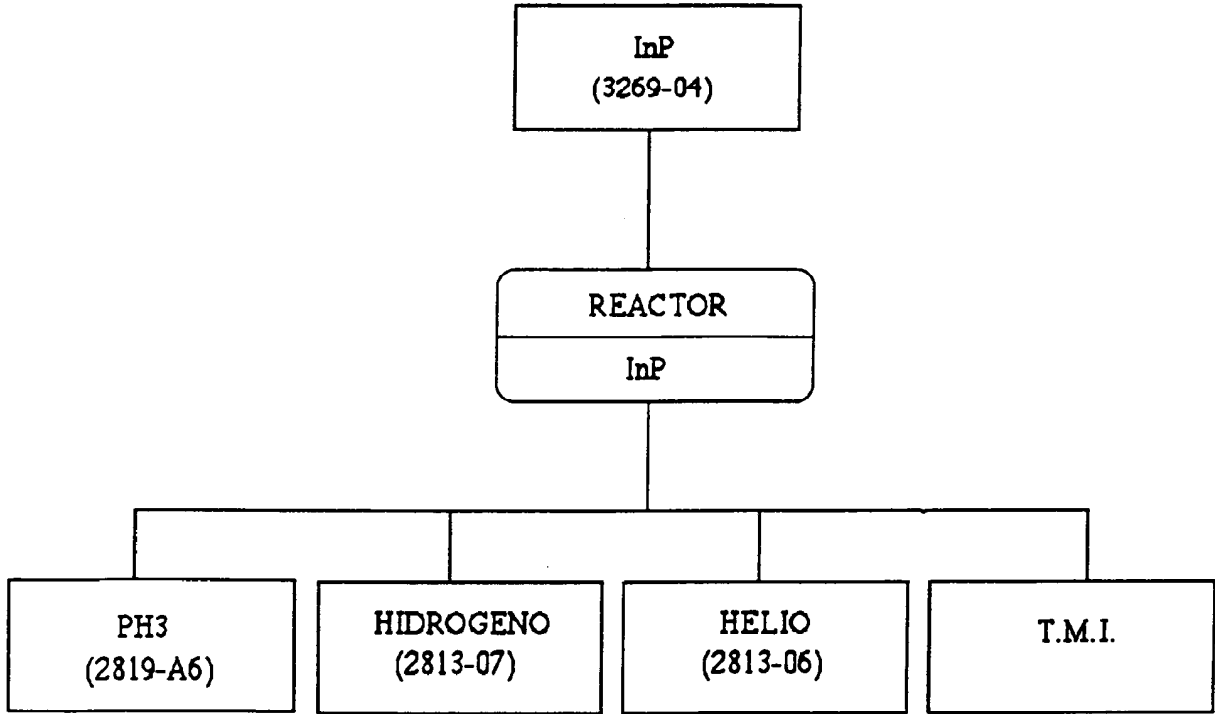 InP
(3269-04)
REACTOR
InP
PH3
(2819-A6)
HIDROGENO
(2813-07)
HELIO
(2813-06)
T.M.I.